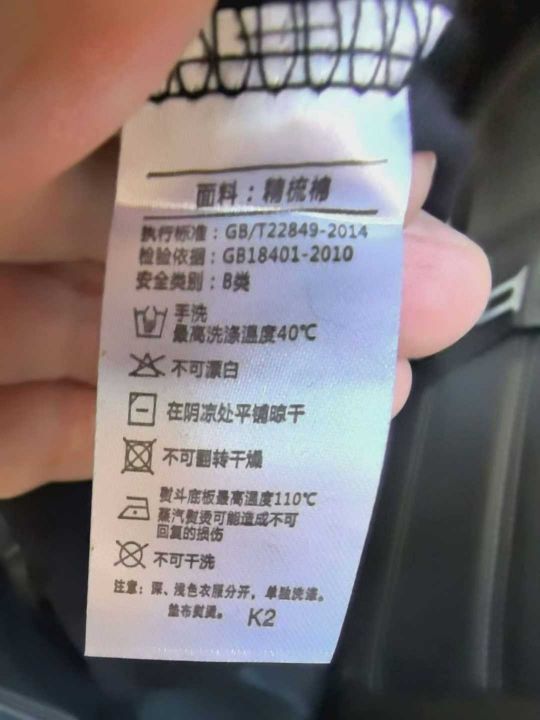 面料：精梳棉
执行标准：GB/T22849-2014
检验依据：GB18401-2010
安全类别：B类
手洗
最高洗涤温度40℃
不可漂白
在阴凉处平铺晾干
不可翻转干燥
熨斗底板最高温度110℃
蒸汽熨烫可能造成不可
回复的损伤
不可干洗
注意：深、浅色衣服分开，单独洗涤。
垫布熨烫。 K2